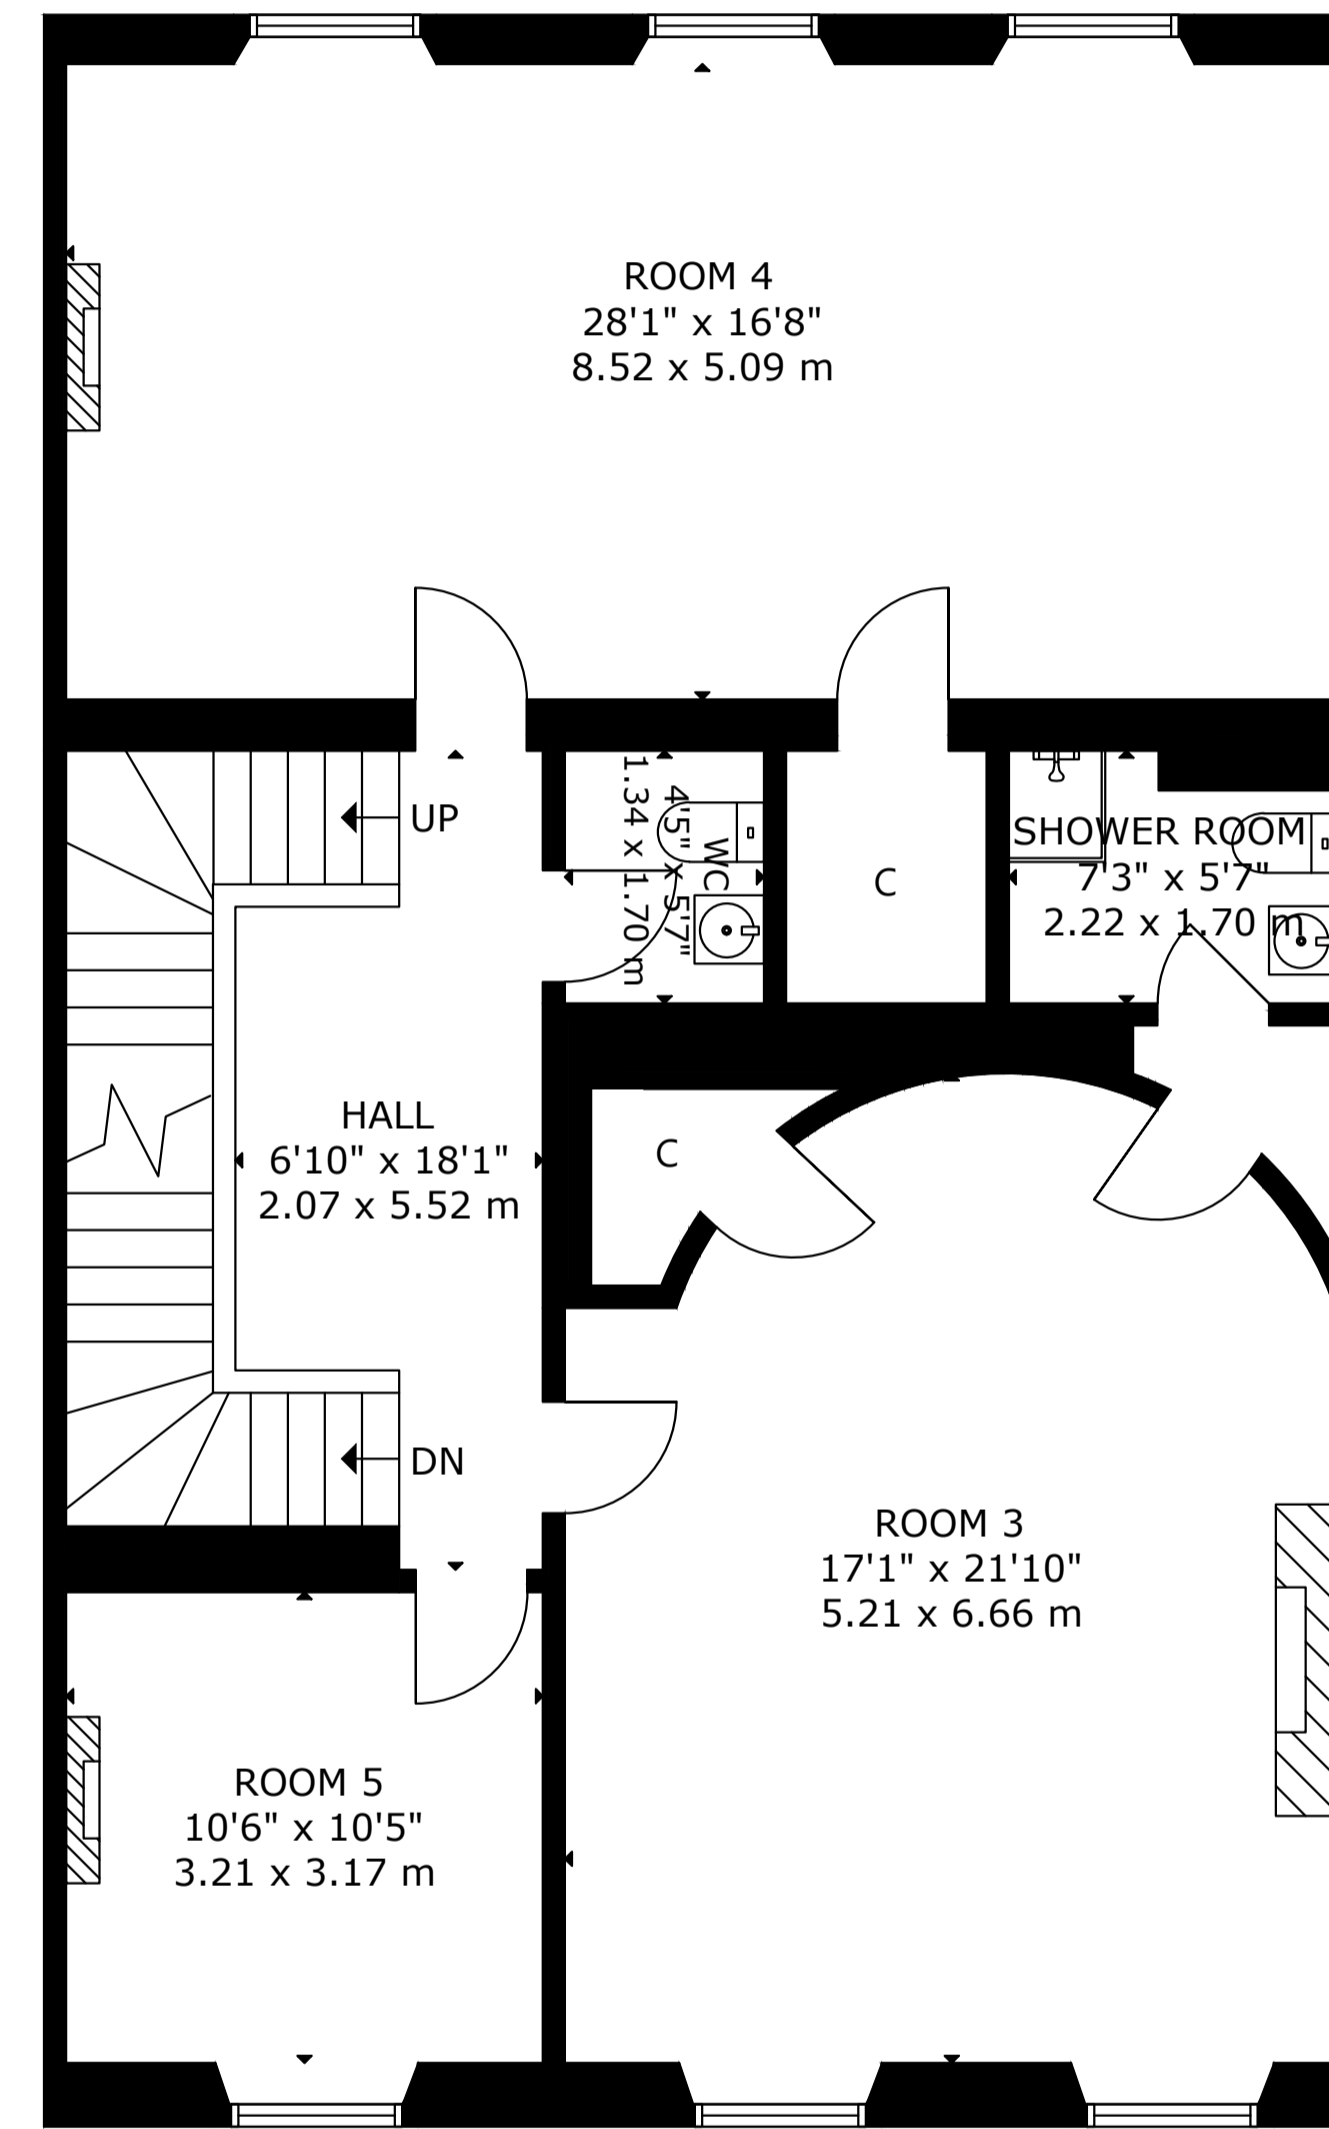 ROOM 4
28'1" x 16'8"
8.52 x 5.09 m
UP
WC
4'5" x 5'7"
1.34 x 1.70 m
C
SHOWER ROOM
7'3" x 5'7"
2.22 x 1.70 m
HALL
6'10" x 18'1"
2.07 x 5.52 m
C
DN
ROOM 3
17'1" x 21'10"
5.21 x 6.66 m
ROOM 5
10'6" x 10'5"
3.21 x 3.17 m